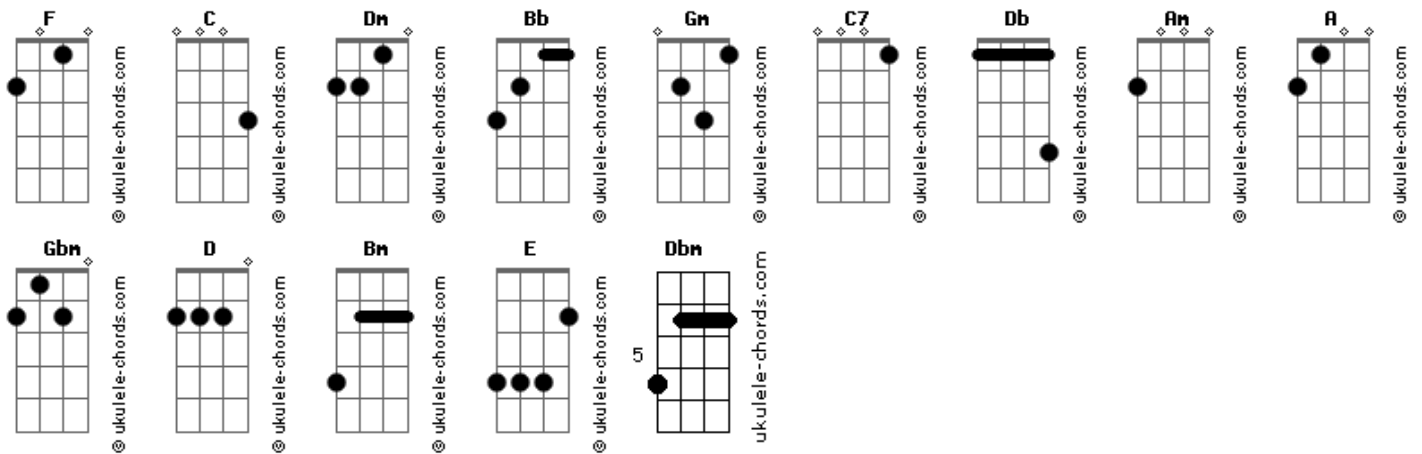 F C Dm Bb Gm C7 Db Am A
© ukulele-chords.com © ukulele-chords.com © ukulele-chords.com © ukulele-chords.com © ukulele-chords.com © ukulele-chords.com © ukulele-chords.com © ukulele-chords.com © ukulele-chords.com
Gbm D Bm E Dbm
© ukulele-chords.com © ukulele-chords.com © ukulele-chords.com © ukulele-chords.com 5 ukulele-chords.com